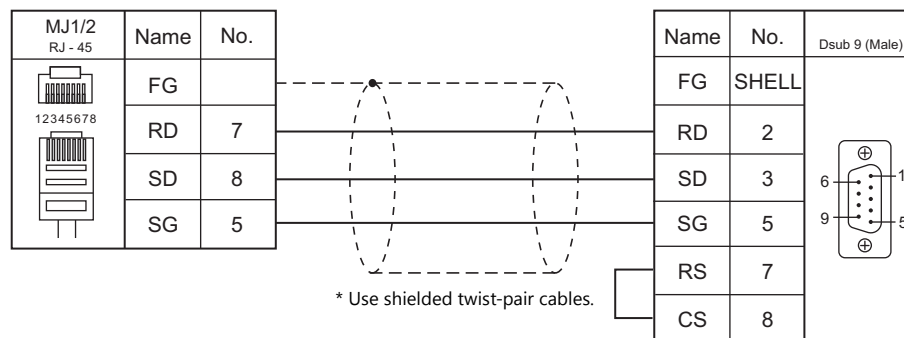 MJ1/2
RJ - 45
Name No.
FG
12345678
RD 7
SD 8
SG 5
* Use shielded twist-pair cables.
Name No. Dsub 9 (Male)
FG SHELL
RD 2
SD 3
SG 5
RS 7
CS 8
6 1
9 5